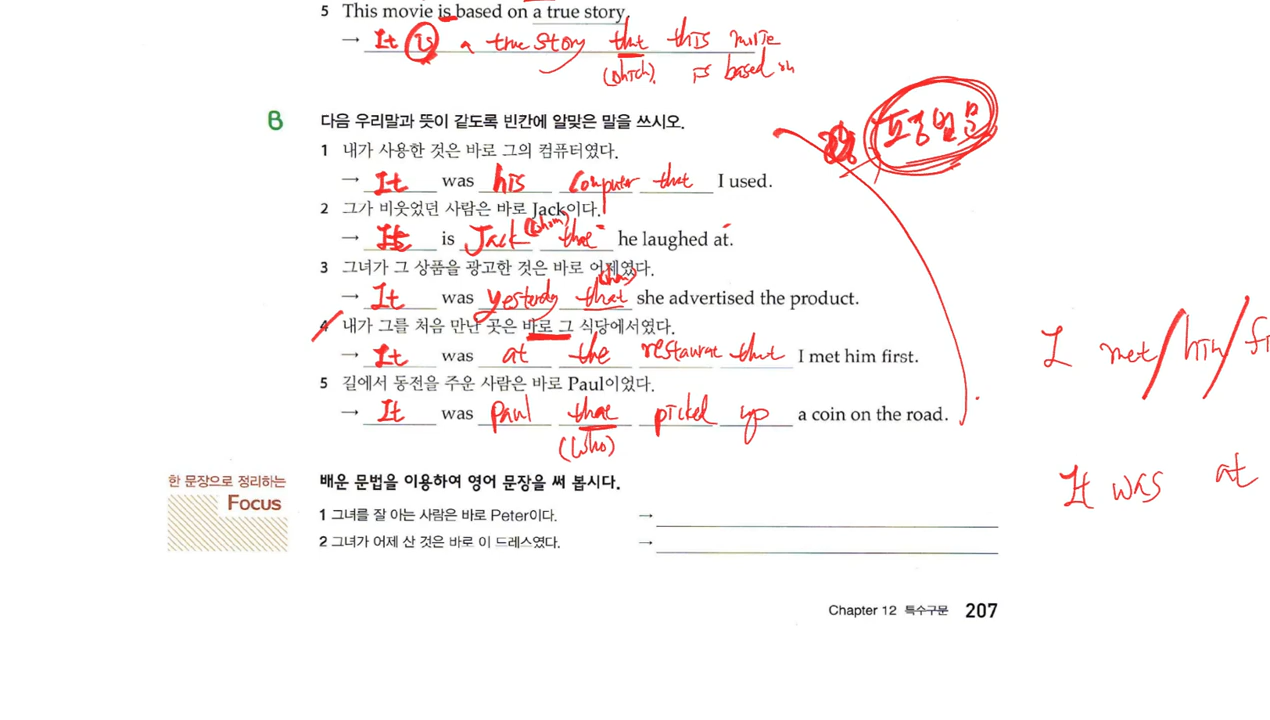 5 This movie is based on a true story
→ It is a true story that this movie
(which) is based on
B 다음 우리말과 뜻이 같도록 빈칸에 알맞은 말을 쓰시오.
1 내가 사용한 것은 바로 그의 컴퓨터였다.
→ It was his computer that I used.
2 그가 비웃었던 사람은 바로 Jack이다.
(whom)
→ It is Jack that he laughed at.
3 그녀가 그 상품을 광고한 것은 바로 어제였다.
→ It was yesterdy that she advertised the product.
4 내가 그를 처음 만난 곳은 바로 그 식당에서였다.
→ It was at the restaurat that I met him first.
I met / him /
5 길에서 동전을 주운 사람은 바로 Paul이었다.
→ It was Paul that picked up a coin on the road.
(who)
It was at
한 문장으로 정리하는
Focus
배운 문법을 이용하여 영어 문장을 써 봅시다.
1 그녀를 잘 아는 사람은 바로 Peter이다. →
2 그녀가 어제 산 것은 바로 이 드레스였다. →
Chapter 12 특수구문 207